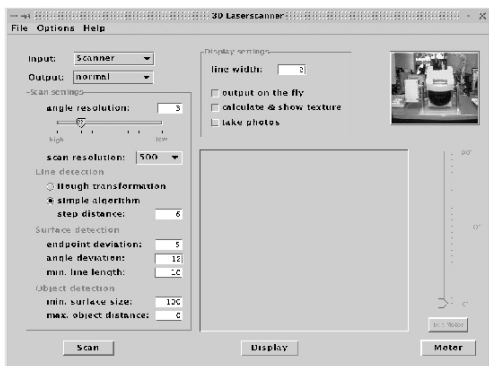 3D Laserscanner
File Options Help
Input: Scanner
Output: normal
Scan settings
angle resolution: 3
high low
scan resolution: 500
Line detection
Hough transformation
simple algorithm
step distance: 6
Surface detection
endpoint deviation: 5
angle deviation: 12
min. line length: 10
Object detection
min. surface size: 100
max. object distance: 0
Scan
Display settings
line width: 2
output on the fly
calculate & show texture
take photos
Display
90°
0°
Motor